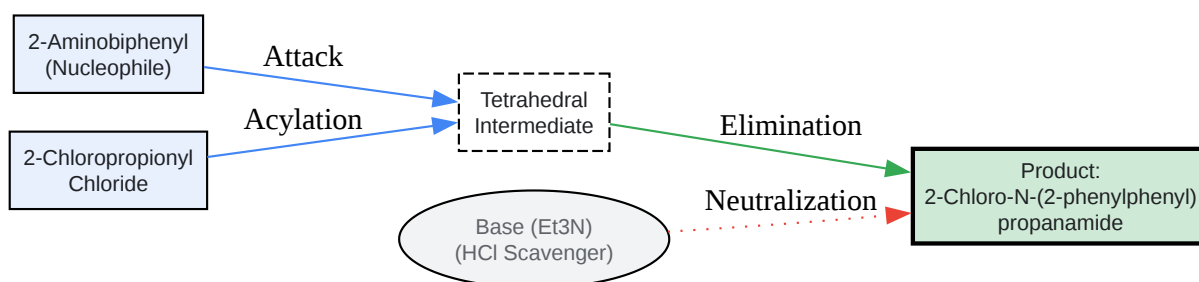 2-Aminobiphenyl
(Nucleophile)
Attack
2-Chloropropionyl
Chloride
Acylation
Tetrahedral
Intermediate
Elimination
Base (Et3N)
(HCl Scavenger)
Neutralization
Product:
2-Chloro-N-(2-phenylphenyl)
propanamide